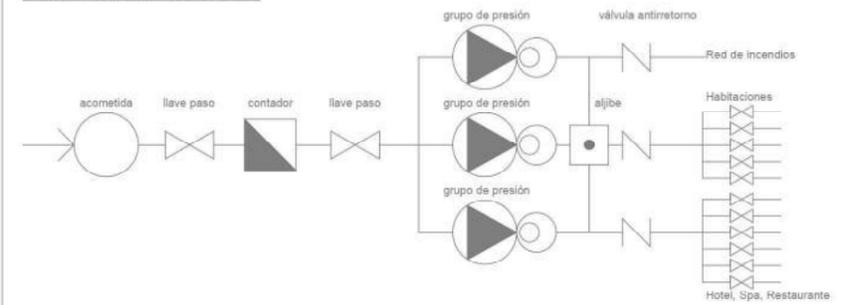 grupo de presión
válvula antirretorno
Red de incendios
acometida
llave paso
contador
llave paso
grupo de presión
aljibe
Habitaciones
grupo de presión
Hotel, Spa, Restaurante